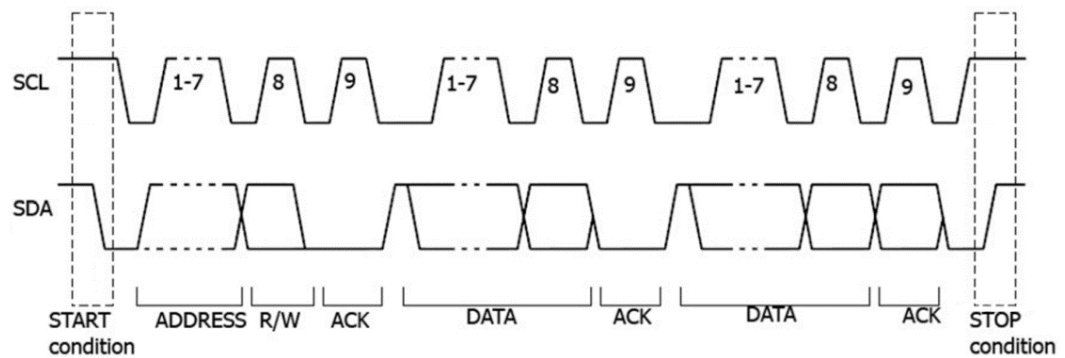 SCL
1-7
8
9
1-7
8
9
1-7
8
9
SDA
START
condition
ADDRESS
R/W
ACK
DATA
ACK
DATA
ACK
STOP
condition